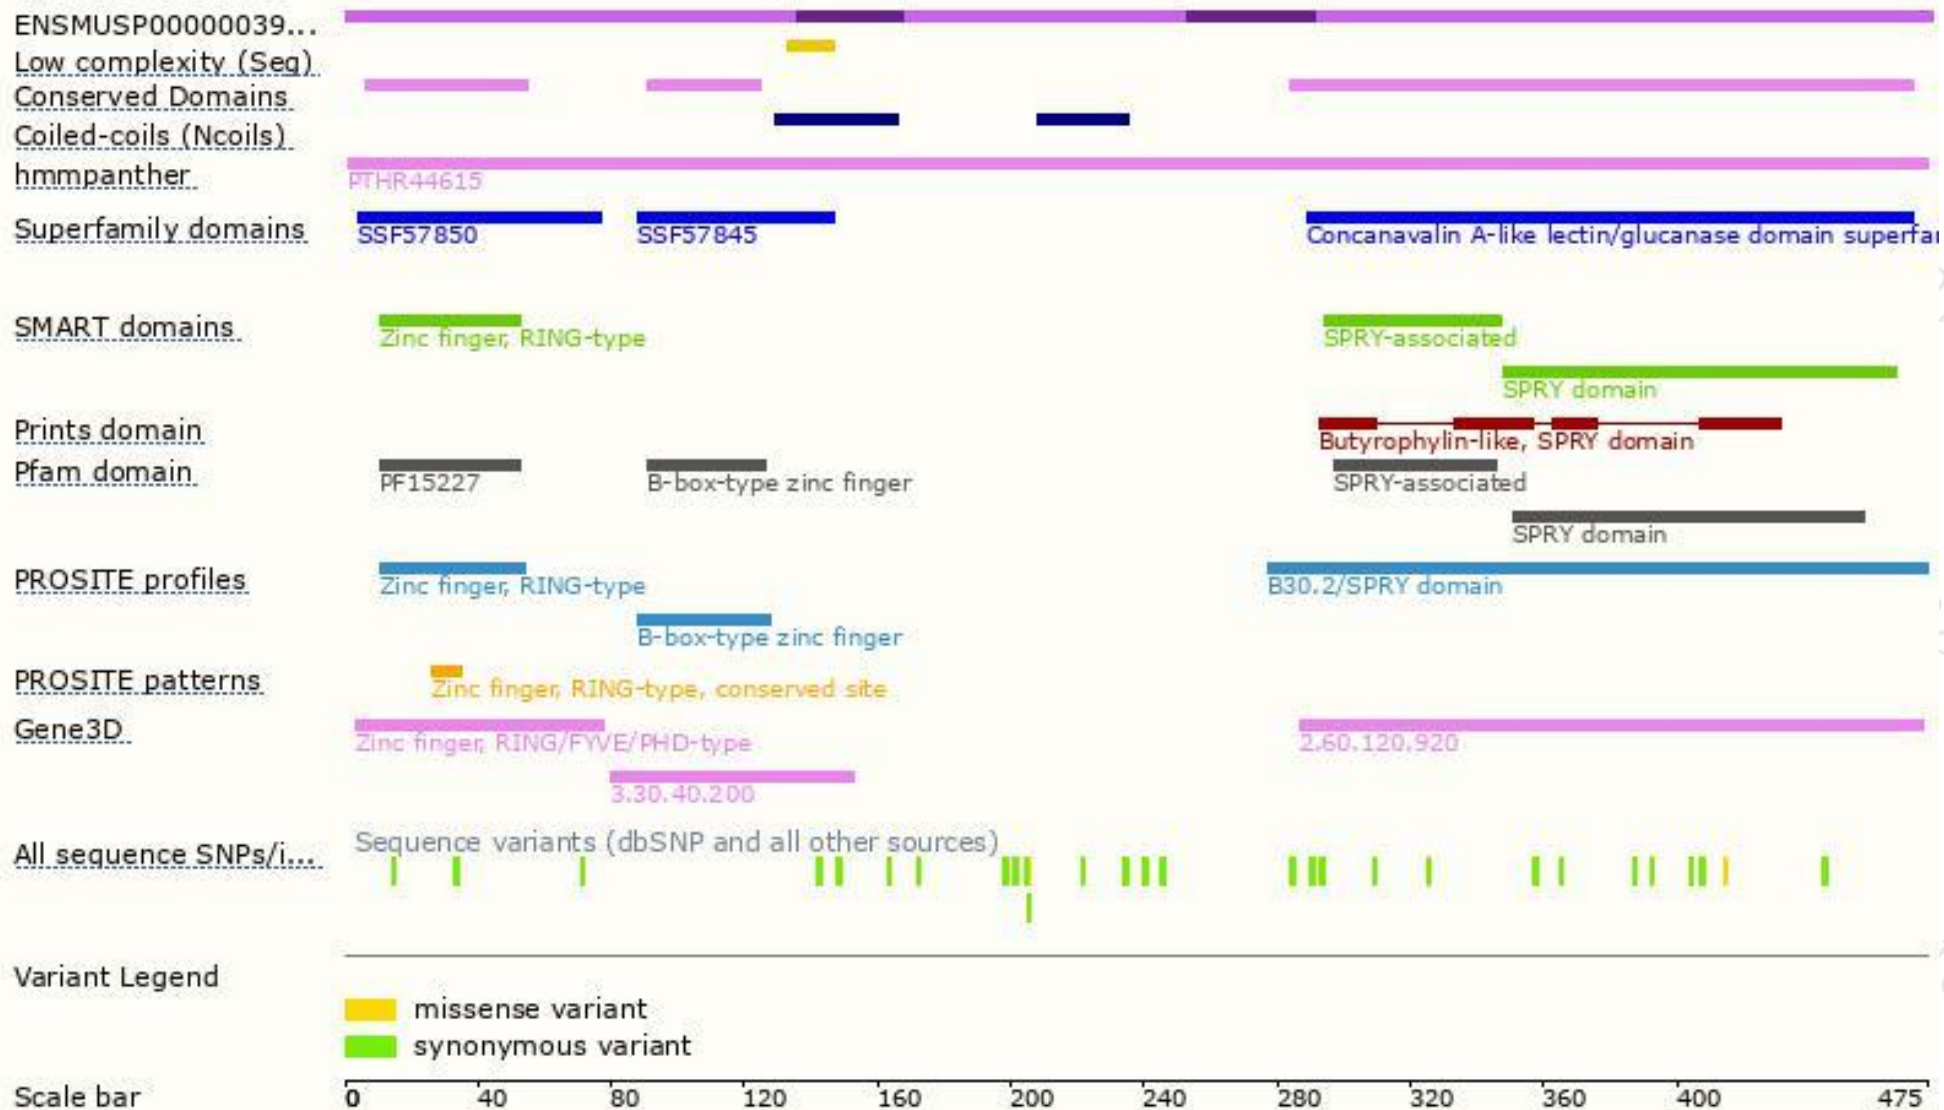 ENSMUSP00000039...
Low complexity (Seg)
Conserved Domains
Coiled-coils (Ncoils)
hmmpanther
PTHR44615
Superfamily domains
SSF57850 SSF57845 Concanavalin A-like lectin/glucanase domain superfar
SMART domains
Zinc finger, RING-type SPRY-associated
SPRY domain
Prints domain
Butyrophylin-like, SPRY domain
Pfam domain
PF15227 B-box-type zinc finger SPRY-associated
SPRY domain
PROSITE profiles
Zinc finger, RING-type B30.2/SPRY domain
B-box-type zinc finger
PROSITE patterns
Zinc finger, RING-type, conserved site
Gene3D
Zinc finger, RING/FYVE/PHD-type 2.60.120.920
3.30.40.200
Sequence variants (dbSNP and all other sources)
All sequence SNPs/i...
Variant Legend
missense variant
synonymous variant
Scale bar 0 40 80 120 160 200 240 280 320 360 400 475